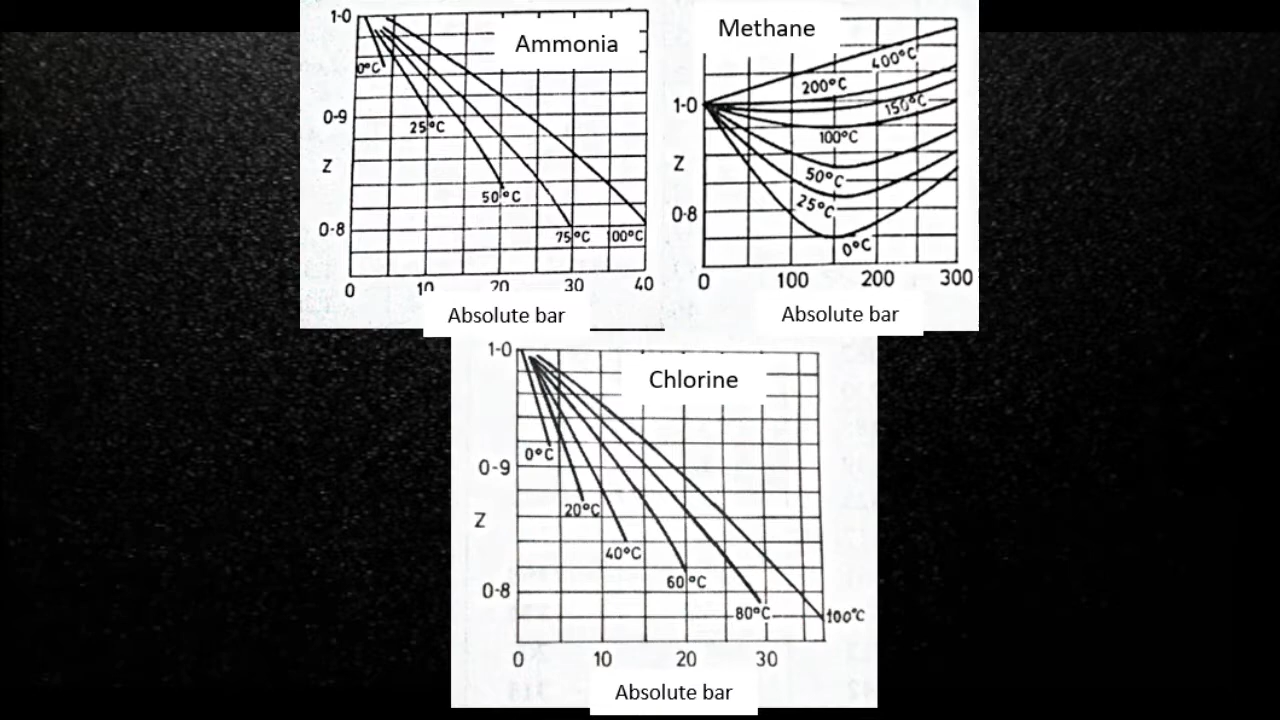 Ammonia
1·0
0°C
0·9
25°C
Z
50°C
0·8
75°C
100°C
0
10
20
30
40
Absolute bar
Methane
400°C
200°C
1·0
150°C
100°C
Z
50°C
25°C
0·8
0°C
0
100
200
300
Absolute bar
1·0
Chlorine
0°C
0·9
20°C
Z
40°C
60°C
0·8
80°C
100°C
0
10
20
30
Absolute bar